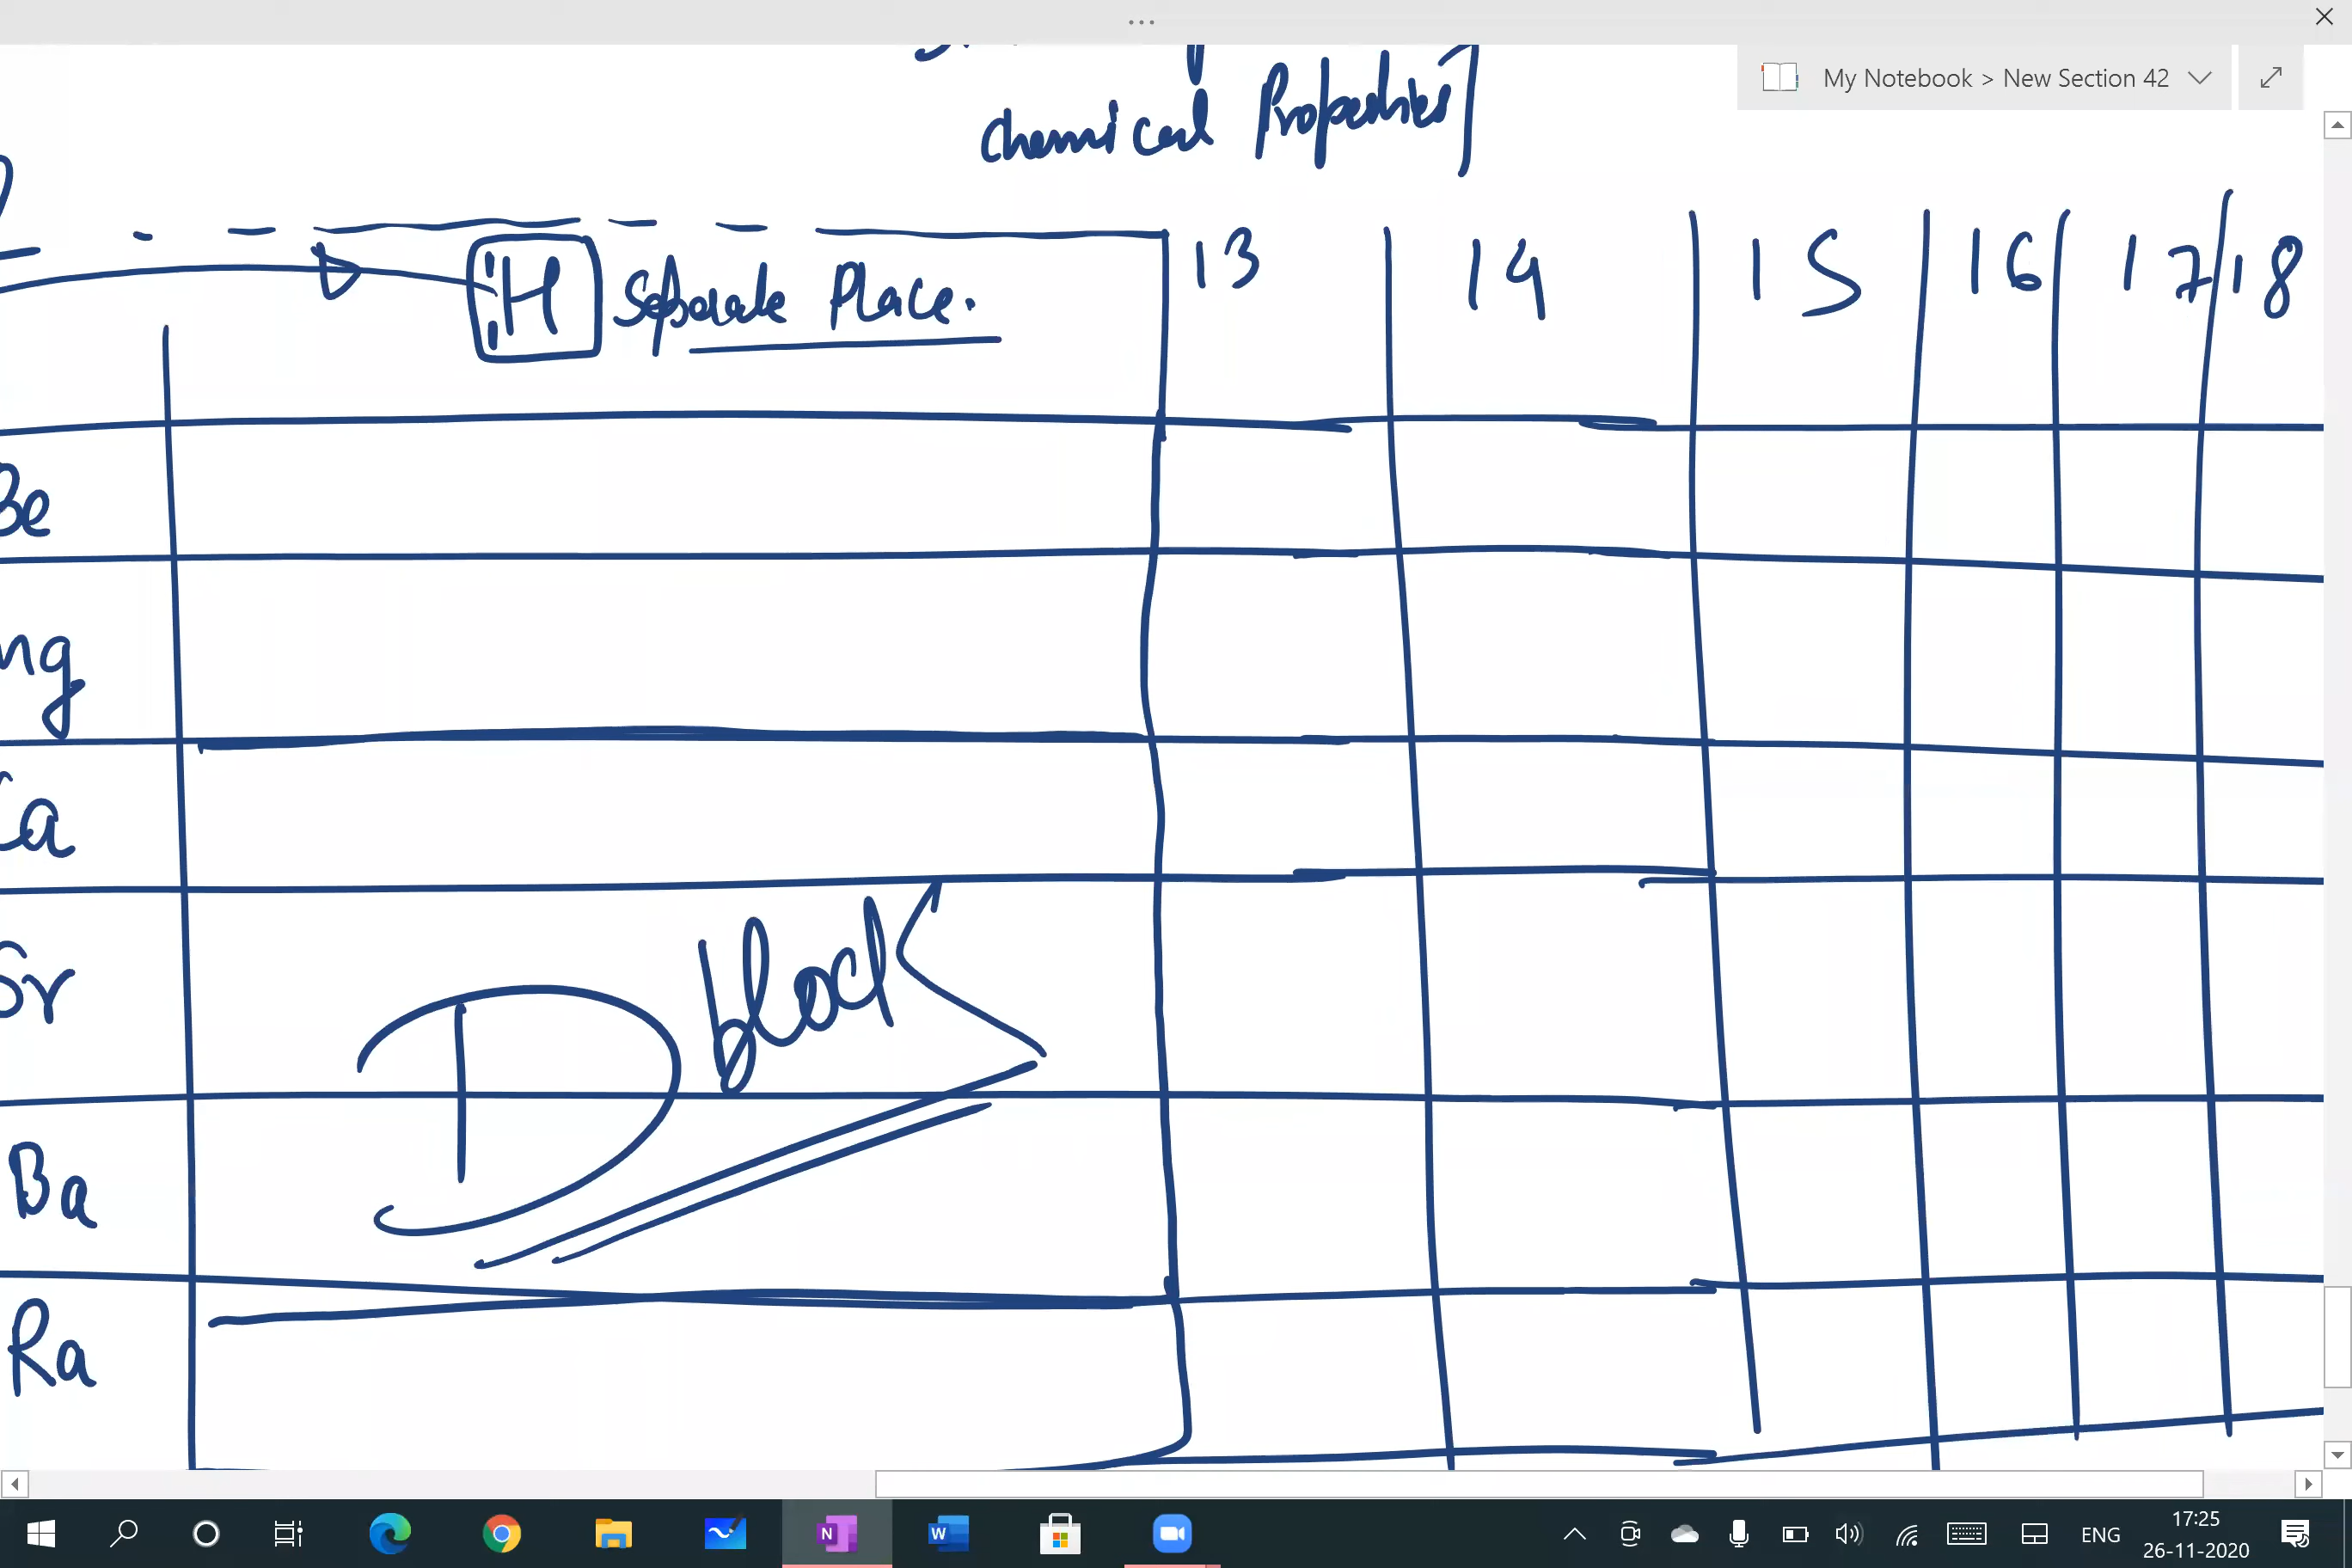 ...
My Notebook > New Section 42
chemical Properties]
13 14 15 16 17 18
H Separate Place.
Be
mg
Ca
Sr
D block
Ba
Ra
ENG
17:25
26-11-2020